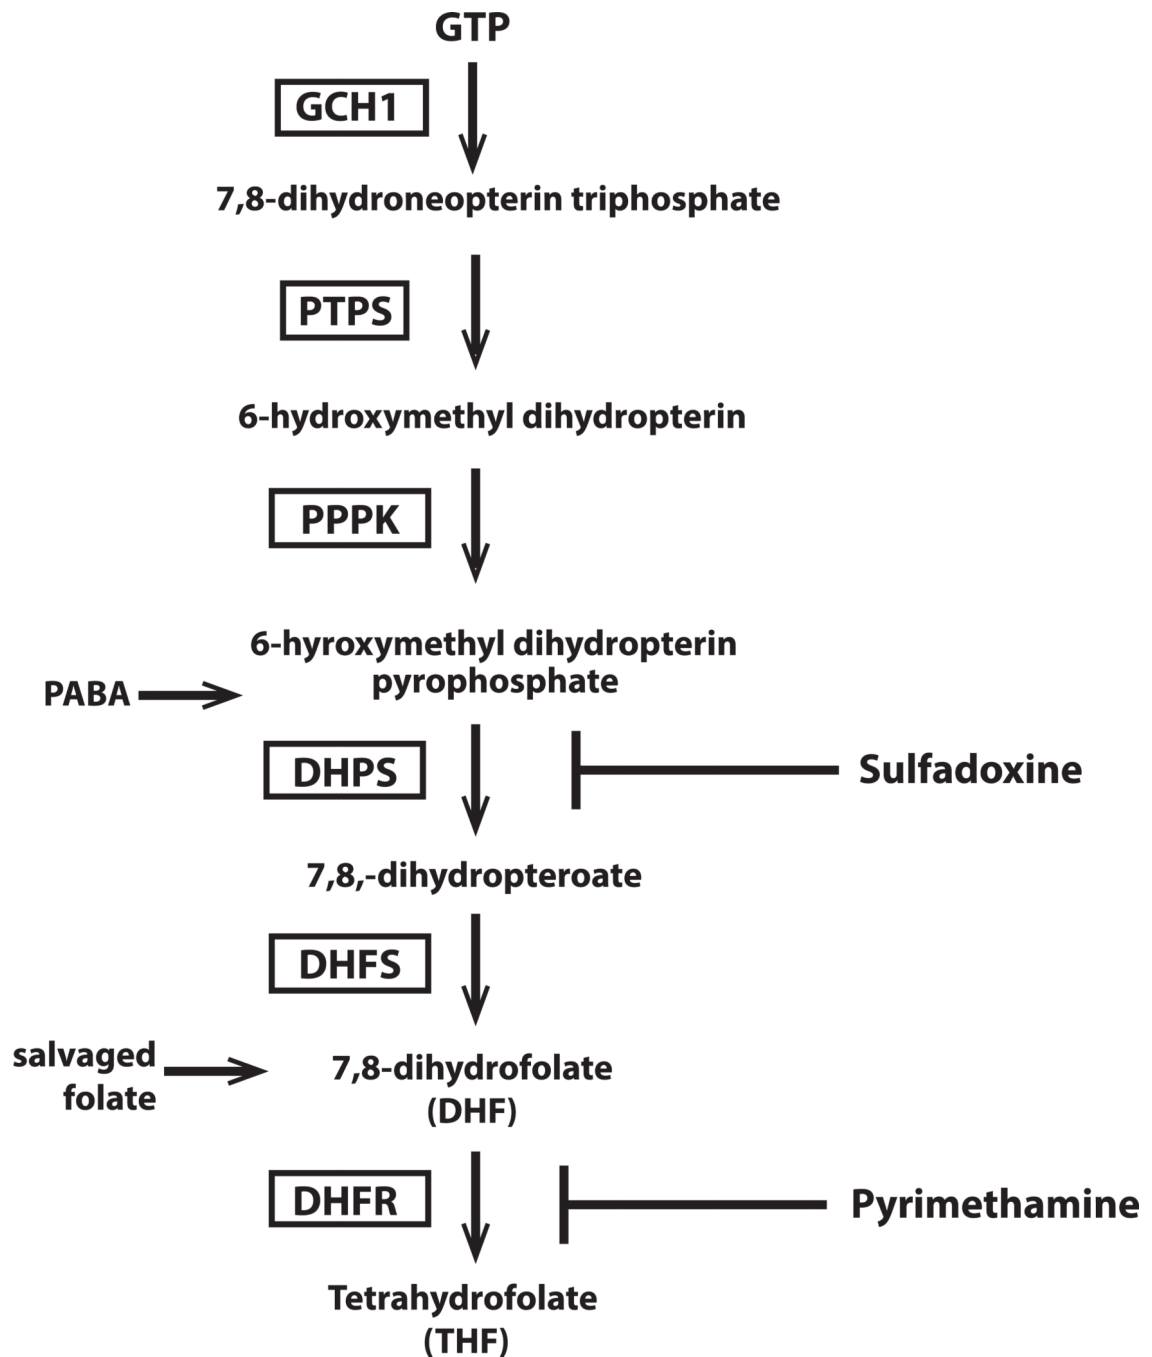 GTP
GCH1
7,8-dihydroneopterin triphosphate
PTPS
6-hydroxymethyl dihydropterin
PPPK
6-hyroxymethyl dihydropterin
pyrophosphate
PABA
DHPS
Sulfadoxine
7,8,-dihydropteroate
DHFS
salvaged
folate
7,8-dihydrofolate
(DHF)
DHFR
Pyrimethamine
Tetrahydrofolate
(THF)